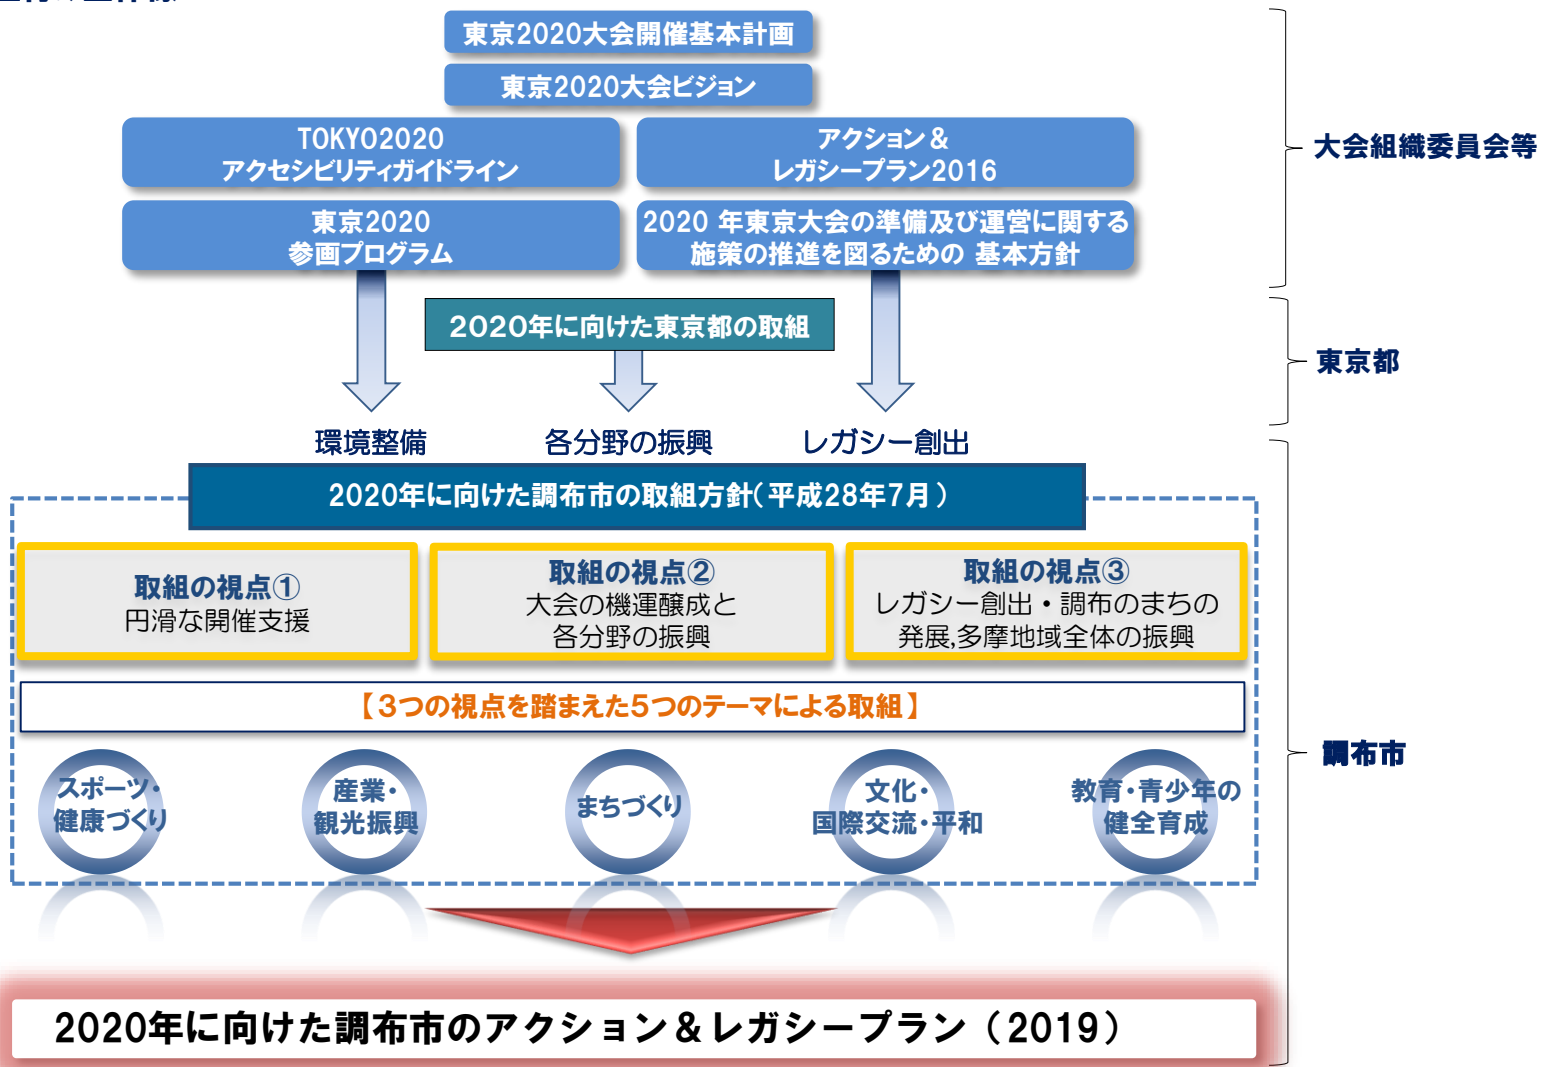 東京2020大会開催基本計画
東京2020大会ビジョン
TOKYO2020
アクセシビリティガイドライン
アクション＆
レガシープラン2016
東京2020
参画プログラム
2020 年東京大会の準備及び運営に関する
施策の推進を図るための 基本方針
大会組織委員会等
2020年に向けた東京都の取組
東京都
環境整備
各分野の振興
レガシー創出
2020年に向けた調布市の取組方針（平成28年7月）
取組の視点①
円滑な開催支援
取組の視点②
大会の機運醸成と
各分野の振興
取組の視点③
レガシー創出・調布のまちの
発展,多摩地域全体の振興
【３つの視点を踏まえた５つのテーマによる取組】
スポーツ・
健康づくり
産業・
観光振興
まちづくり
文化・
国際交流・平和
教育・青少年の
健全育成
調布市
2020年に向けた調布市のアクション＆レガシープラン（2019）